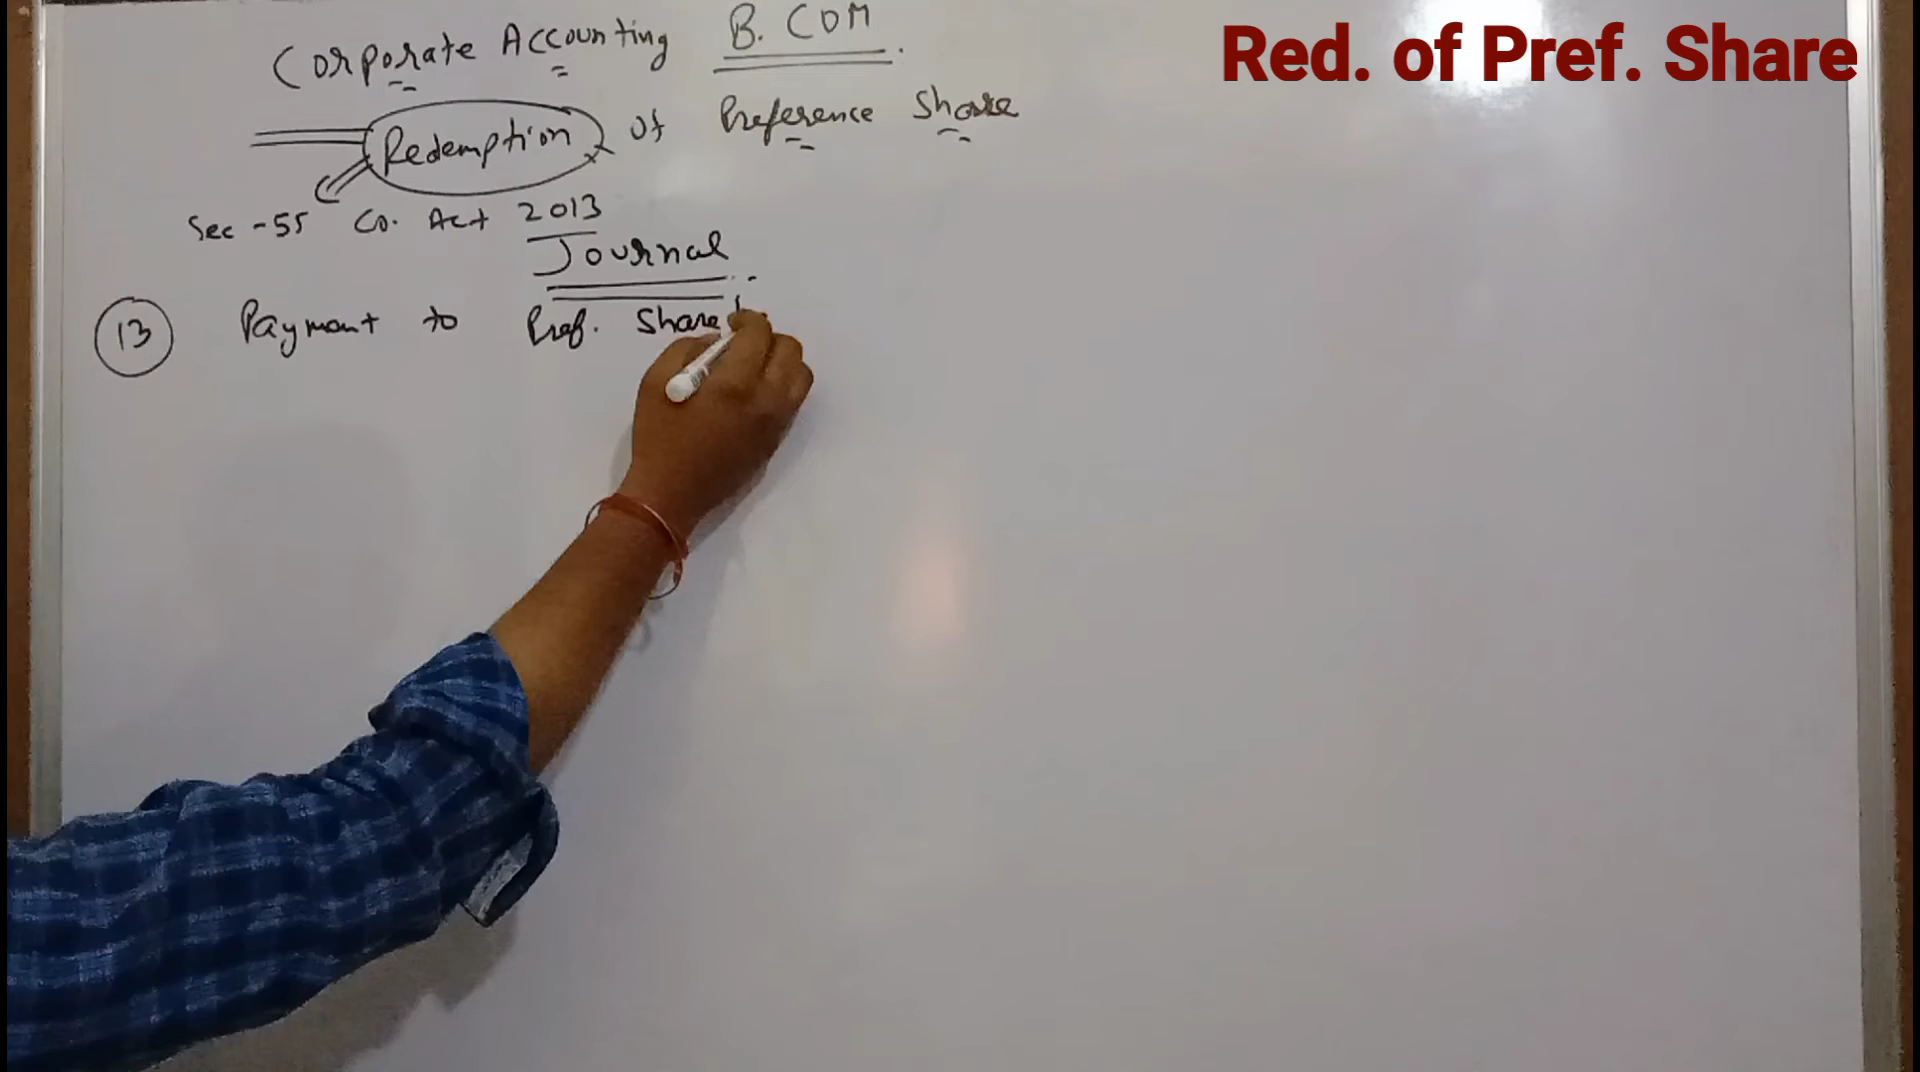 Corporate Accounting B. COM.
Red. of Pref. Share
Redemption of Preference Share
Sec - 55 Co. Act 2013
Journal
13 Payment to Pref. Share